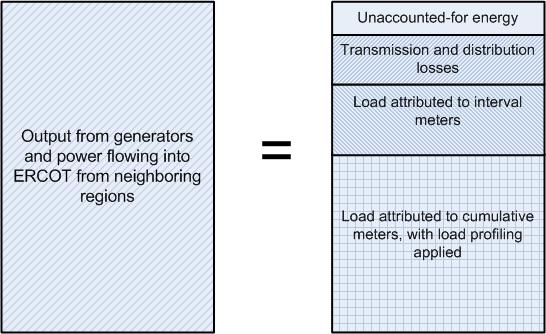 Output from generators
and power flowing into
ERCOT from neighboring
regions
=
Unaccounted-for energy
Transmission and distribution
losses
Load attributed to interval
meters
Load attributed to cumulative
meters, with load profiling
applied